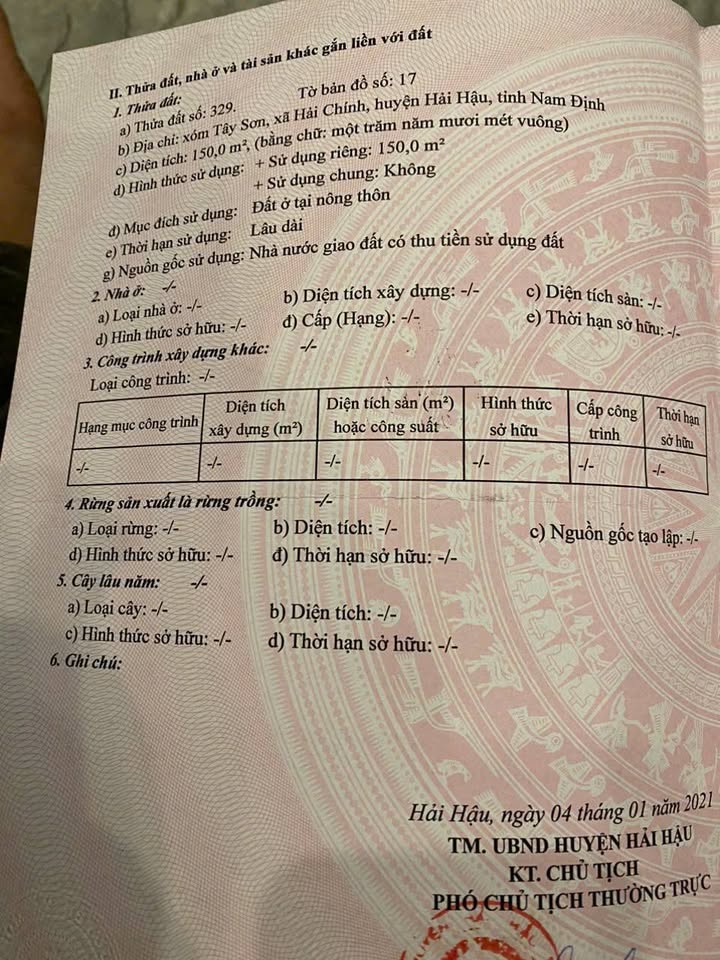 II. Thửa đất, nhà ở và tài sản khác gắn liền với đất
1. Thửa đất:
a) Thửa đất số: 329. Tờ bản đồ số: 17
b) Địa chỉ: xóm Tây Sơn, xã Hải Chính, huyện Hải Hậu, tỉnh Nam Định
c) Diện tích: 150,0 m², (bằng chữ: một trăm năm mươi mét vuông)
d) Hình thức sử dụng: + Sử dụng riêng: 150,0 m²
+ Sử dụng chung: Không
đ) Mục đích sử dụng: Đất ở tại nông thôn
e) Thời hạn sử dụng: Lâu dài
g) Nguồn gốc sử dụng: Nhà nước giao đất có thu tiền sử dụng đất
2. Nhà ở: -/-
a) Loại nhà ở: -/- b) Diện tích xây dựng: -/- c) Diện tích sàn: -/-
d) Hình thức sở hữu: -/- đ) Cấp (Hạng): -/- e) Thời hạn sở hữu: -/-
3. Công trình xây dựng khác: -/-
Loại công trình: -/-
Hạng mục công trình Diện tích xây dựng (m²) Diện tích sàn (m²) hoặc công suất Hình thức sở hữu Cấp công trình Thời hạn sở hữu
-/- -/- -/- -/- -/- -/-
4. Rừng sản xuất là rừng trồng: -/-
a) Loại rừng: -/- b) Diện tích: -/- c) Nguồn gốc tạo lập: -/-
d) Hình thức sở hữu: -/- đ) Thời hạn sở hữu: -/-
5. Cây lâu năm: -/-
a) Loại cây: -/- b) Diện tích: -/-
c) Hình thức sở hữu: -/- d) Thời hạn sở hữu: -/-
6. Ghi chú:
Hải Hậu, ngày 04 tháng 01 năm 2021
TM. UBND HUYỆN HẢI HẬU
KT. CHỦ TỊCH
PHÓ CHỦ TỊCH THƯỜNG TRỰC